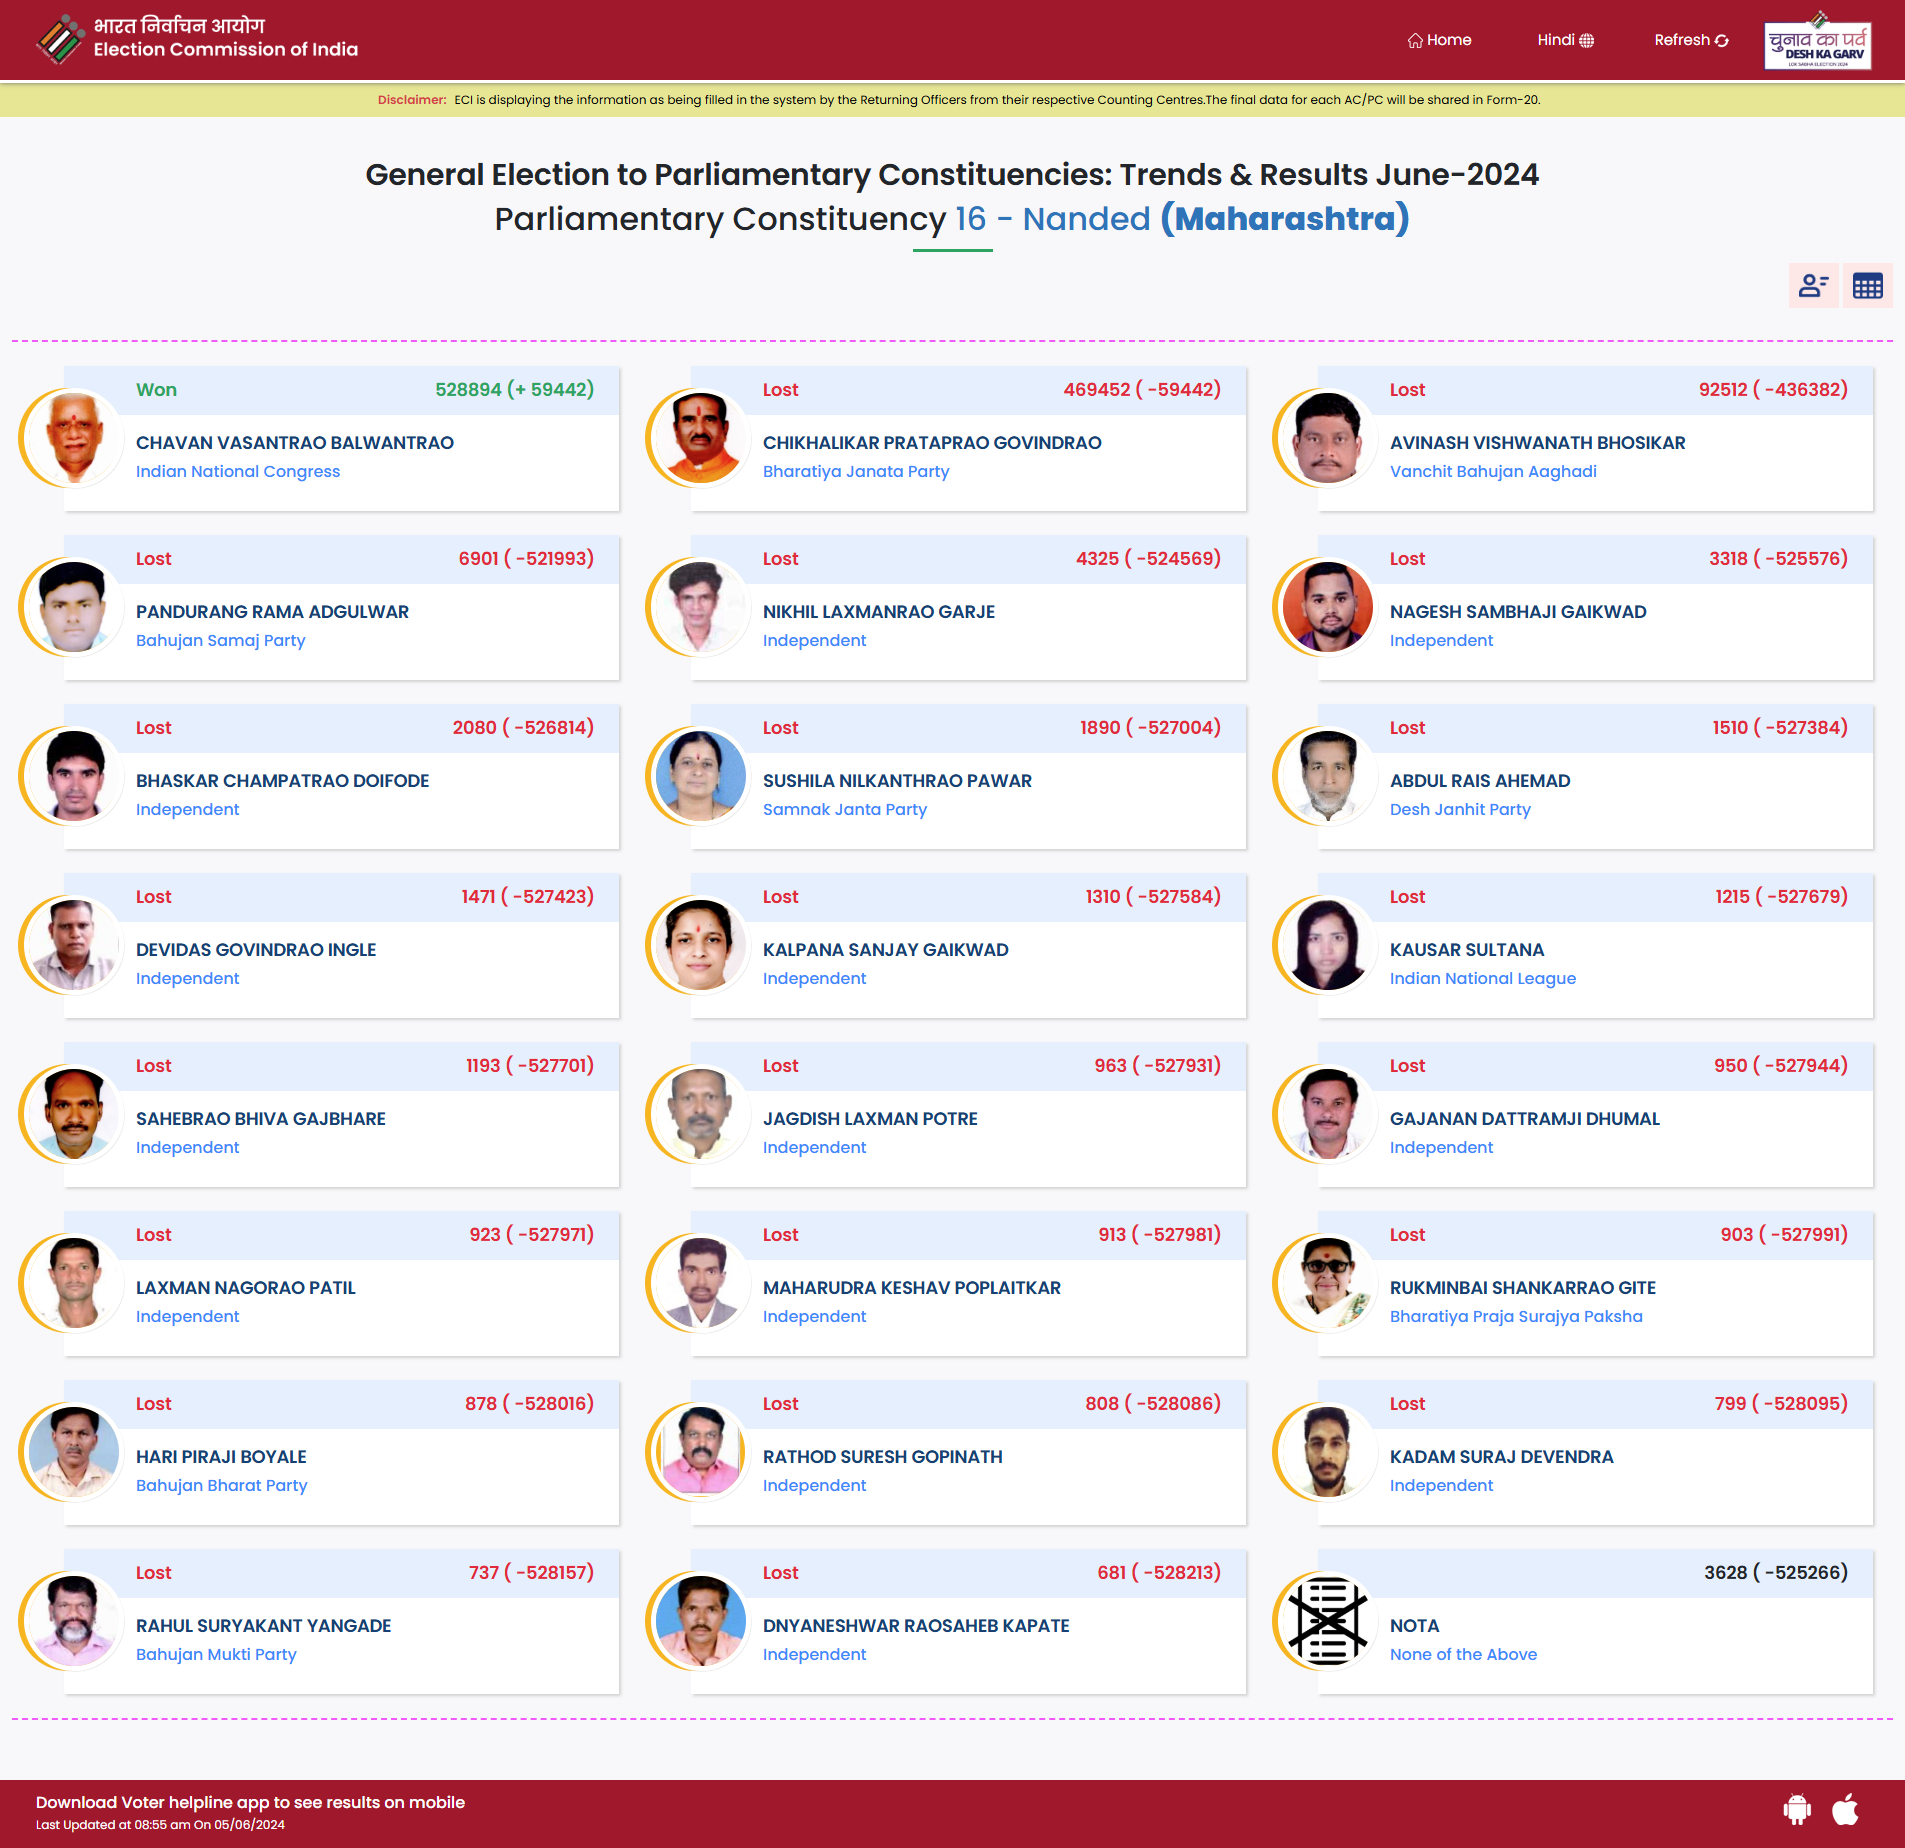 भारत निर्वाचन आयोग
Election Commission of India
Home
Hindi
Refresh
चुनाव का पर्व
DESH KA GARV
LOK SABHA ELECTION 2024
Disclaimer: ECI is displaying the information as being filled in the system by the Returning Officers from their respective Counting Centres.The final data for each AC/PC will be shared in Form-20.
General Election to Parliamentary Constituencies: Trends & Results June-2024
Parliamentary Constituency 16 - Nanded (Maharashtra)
Won 528894 (+ 59442)
CHAVAN VASANTRAO BALWANTRAO
Indian National Congress
Lost 469452 ( -59442)
CHIKHALIKAR PRATAPRAO GOVINDRAO
Bharatiya Janata Party
Lost 92512 ( -436382)
AVINASH VISHWANATH BHOSIKAR
Vanchit Bahujan Aaghadi
Lost 6901 ( -521993)
PANDURANG RAMA ADGULWAR
Bahujan Samaj Party
Lost 4325 ( -524569)
NIKHIL LAXMANRAO GARJE
Independent
Lost 3318 ( -525576)
NAGESH SAMBHAJI GAIKWAD
Independent
Lost 2080 ( -526814)
BHASKAR CHAMPATRAO DOIFODE
Independent
Lost 1890 ( -527004)
SUSHILA NILKANTHRAO PAWAR
Samnak Janta Party
Lost 1510 ( -527384)
ABDUL RAIS AHEMAD
Desh Janhit Party
Lost 1471 ( -527423)
DEVIDAS GOVINDRAO INGLE
Independent
Lost 1310 ( -527584)
KALPANA SANJAY GAIKWAD
Independent
Lost 1215 ( -527679)
KAUSAR SULTANA
Indian National League
Lost 1193 ( -527701)
SAHEBRAO BHIVA GAJBHARE
Independent
Lost 963 ( -527931)
JAGDISH LAXMAN POTRE
Independent
Lost 950 ( -527944)
GAJANAN DATTRAMJI DHUMAL
Independent
Lost 923 ( -527971)
LAXMAN NAGORAO PATIL
Independent
Lost 913 ( -527981)
MAHARUDRA KESHAV POPLAITKAR
Independent
Lost 903 ( -527991)
RUKMINBAI SHANKARRAO GITE
Bharatiya Praja Surajya Paksha
Lost 878 ( -528016)
HARI PIRAJI BOYALE
Bahujan Bharat Party
Lost 808 ( -528086)
RATHOD SURESH GOPINATH
Independent
Lost 799 ( -528095)
KADAM SURAJ DEVENDRA
Independent
Lost 737 ( -528157)
RAHUL SURYAKANT YANGADE
Bahujan Mukti Party
Lost 681 ( -528213)
DNYANESHWAR RAOSAHEB KAPATE
Independent
3628 ( -525266)
NOTA
None of the Above
Download Voter helpline app to see results on mobile
Last Updated at 08:55 am On 05/06/2024